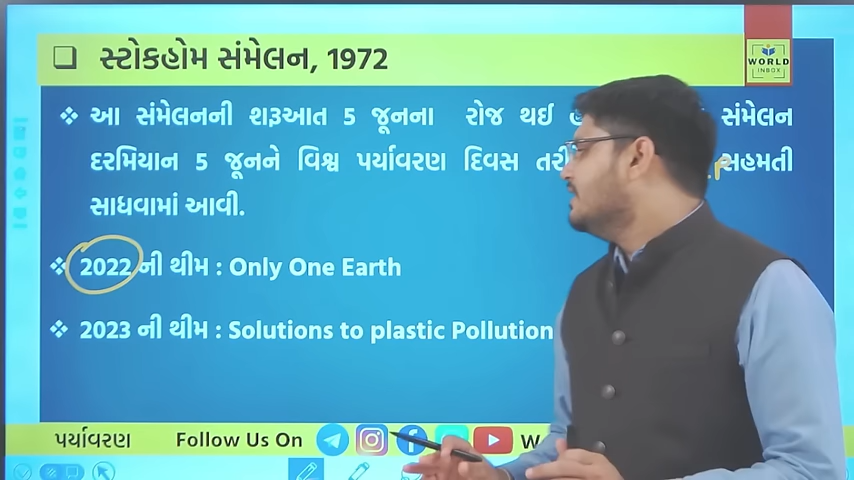 સ્ટોકહોમ સંમેલન, 1972
WORLD
INBOX
આ સંમેલનની શરૂઆત 5 જૂનના રોજ થઈ સંમેલન
દરમિયાન 5 જૂનને વિશ્વ પર્યાવરણ દિવસ સહમતી
સાધવામાં આવી.
2022 ની થીમ : Only One Earth
2023 ની થીમ : Solutions to plastic Pollution
પર્યાવરણ Follow Us On